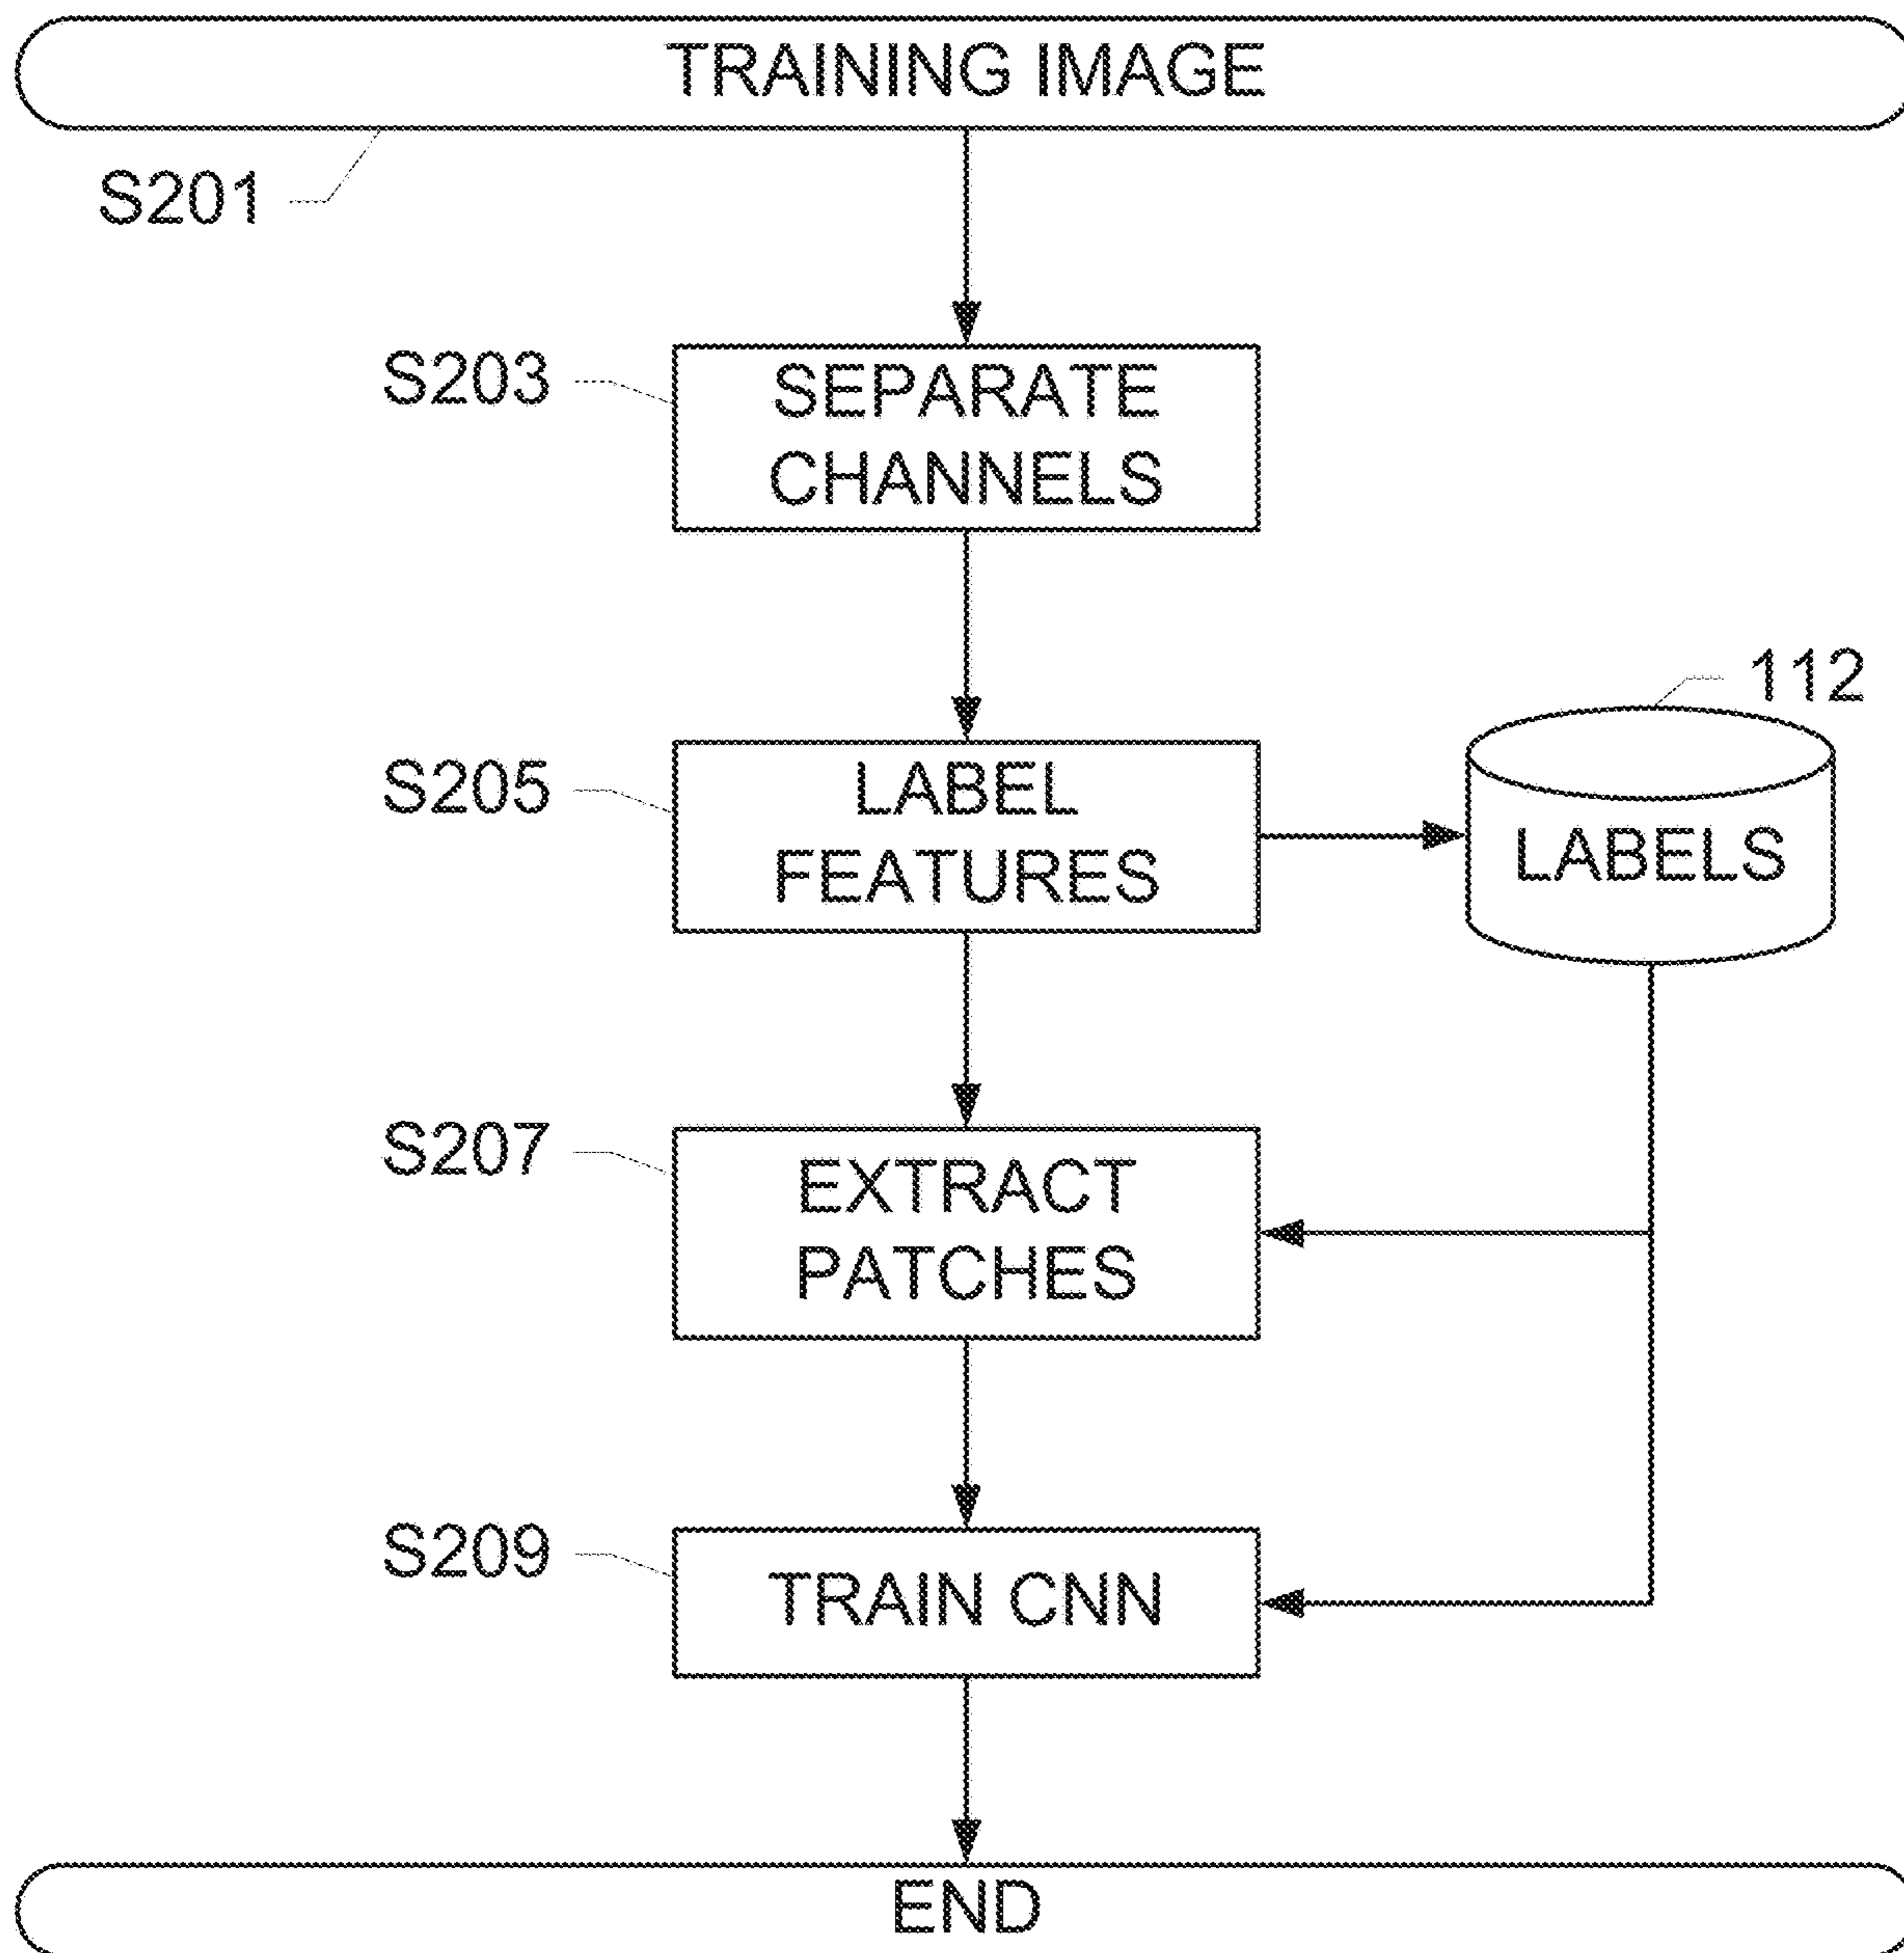 TRAINING IMAGE
S201
S203
SEPARATE
CHANNELS
112
S205
LABEL
FEATURES
LABELS
S207
EXTRACT
PATCHES
S209
TRAIN CNN
END